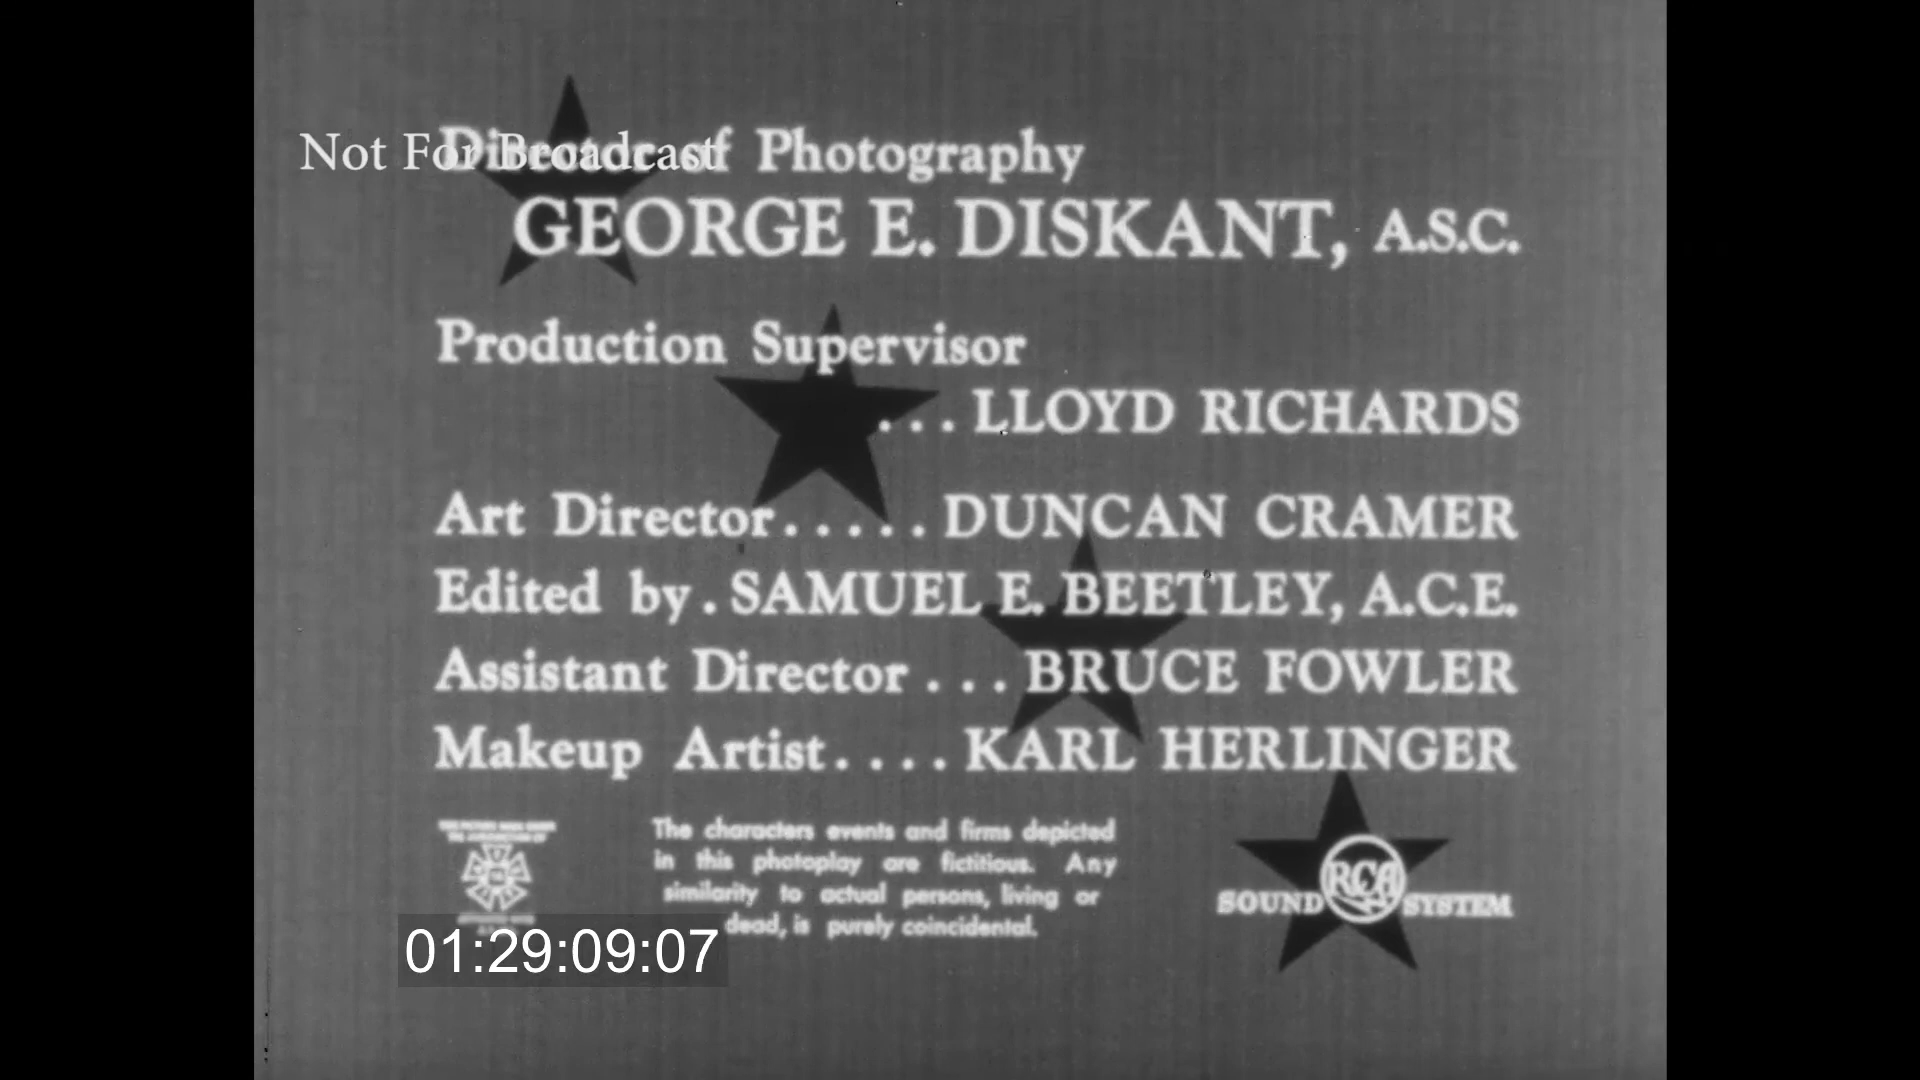 Not For Broadcast
Director of Photography
GEORGE E. DISKANT, A.S.C.
Production Supervisor
...LLOYD RICHARDS
Art Director.....DUNCAN CRAMER
Edited by.SAMUEL E. BEETLEY, A.C.E.
Assistant Director...BRUCE FOWLER
Makeup Artist....KARL HERLINGER
The characters events and firms depicted
in this photoplay are fictitious. Any
similarity to actual persons, living or
dead, is purely coincidental.
RCA
SOUND SYSTEM
01:29:09:07